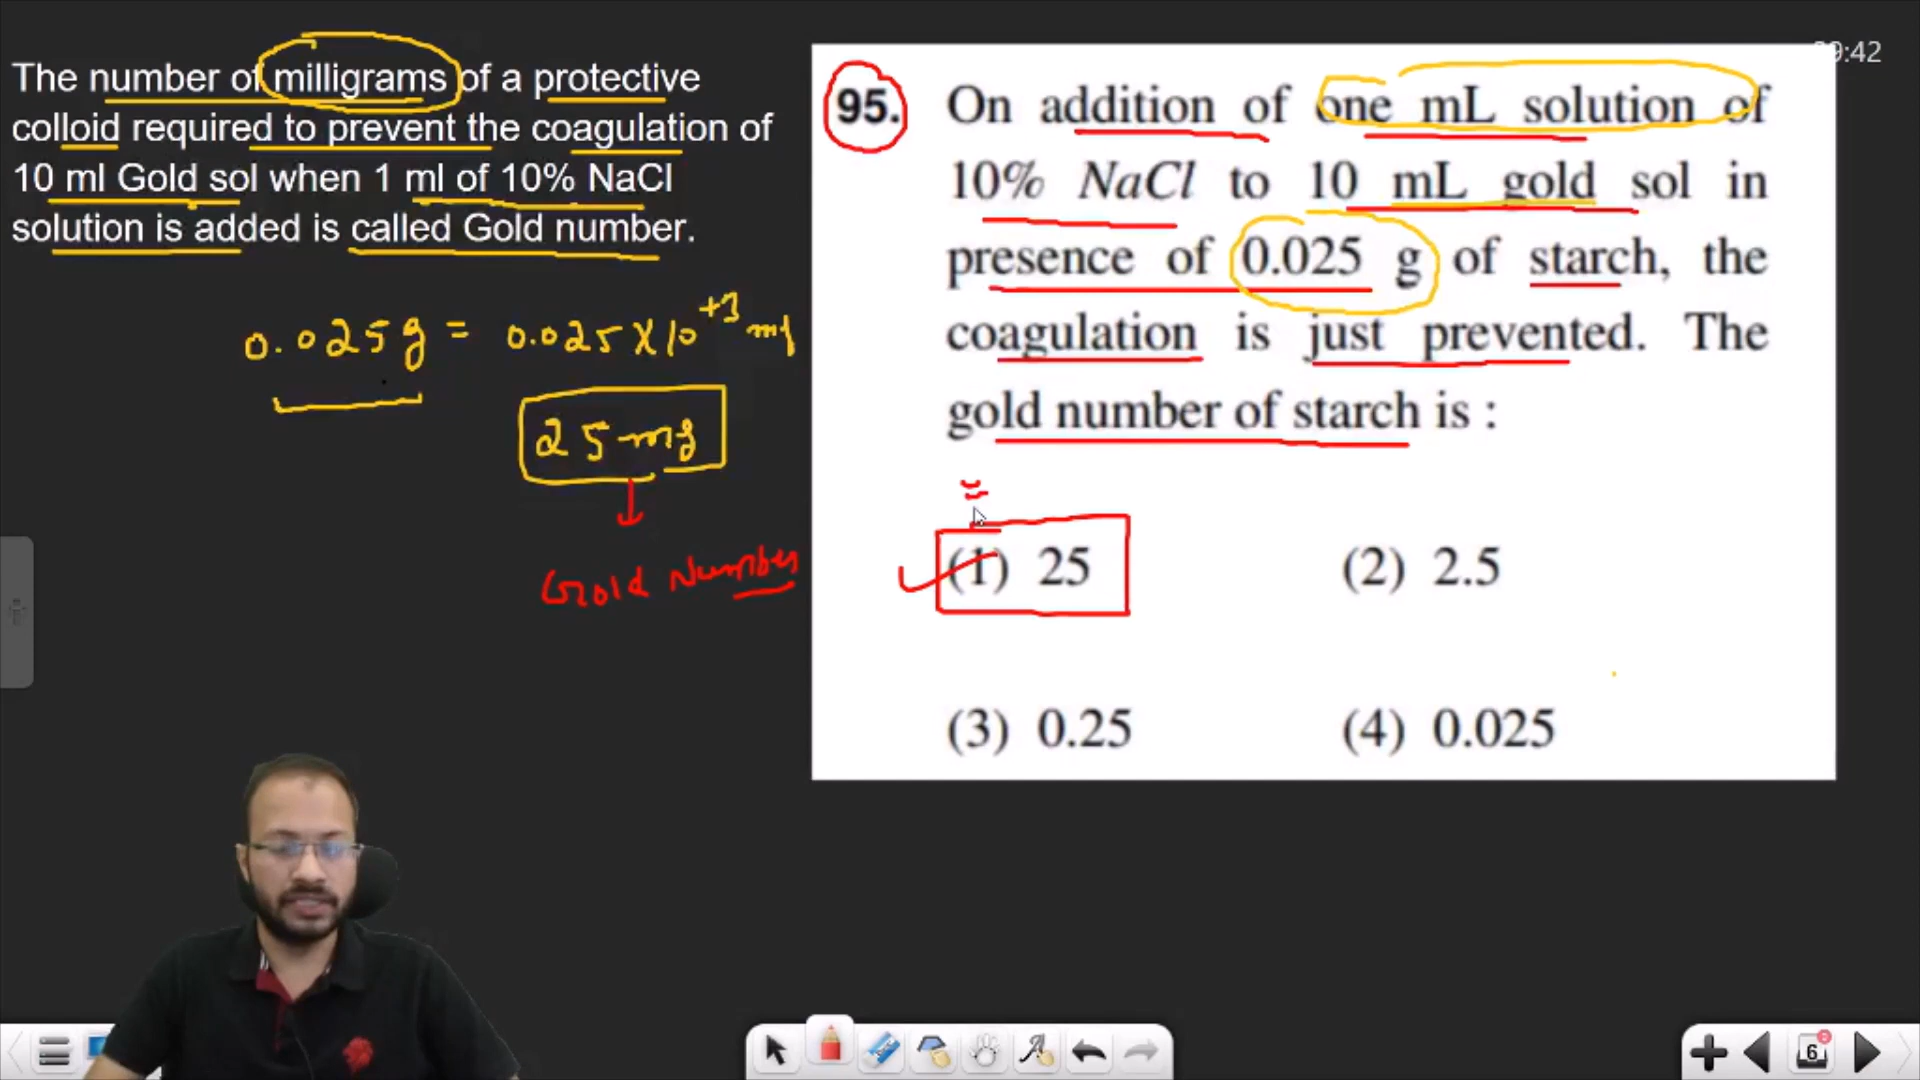 The number of milligrams of a protective
colloid required to prevent the coagulation of
10 ml Gold sol when 1 ml of 10% NaCl
solution is added is called Gold number.
0.025g = 0.025 X 10⁺³ mg
25 mg
Gold Number
95. On addition of one mL solution of
10% NaCl to 10 mL gold sol in
presence of 0.025 g of starch, the
coagulation is just prevented. The
gold number of starch is :
(1) 25 (2) 2.5
(3) 0.25 (4) 0.025
9:42
6